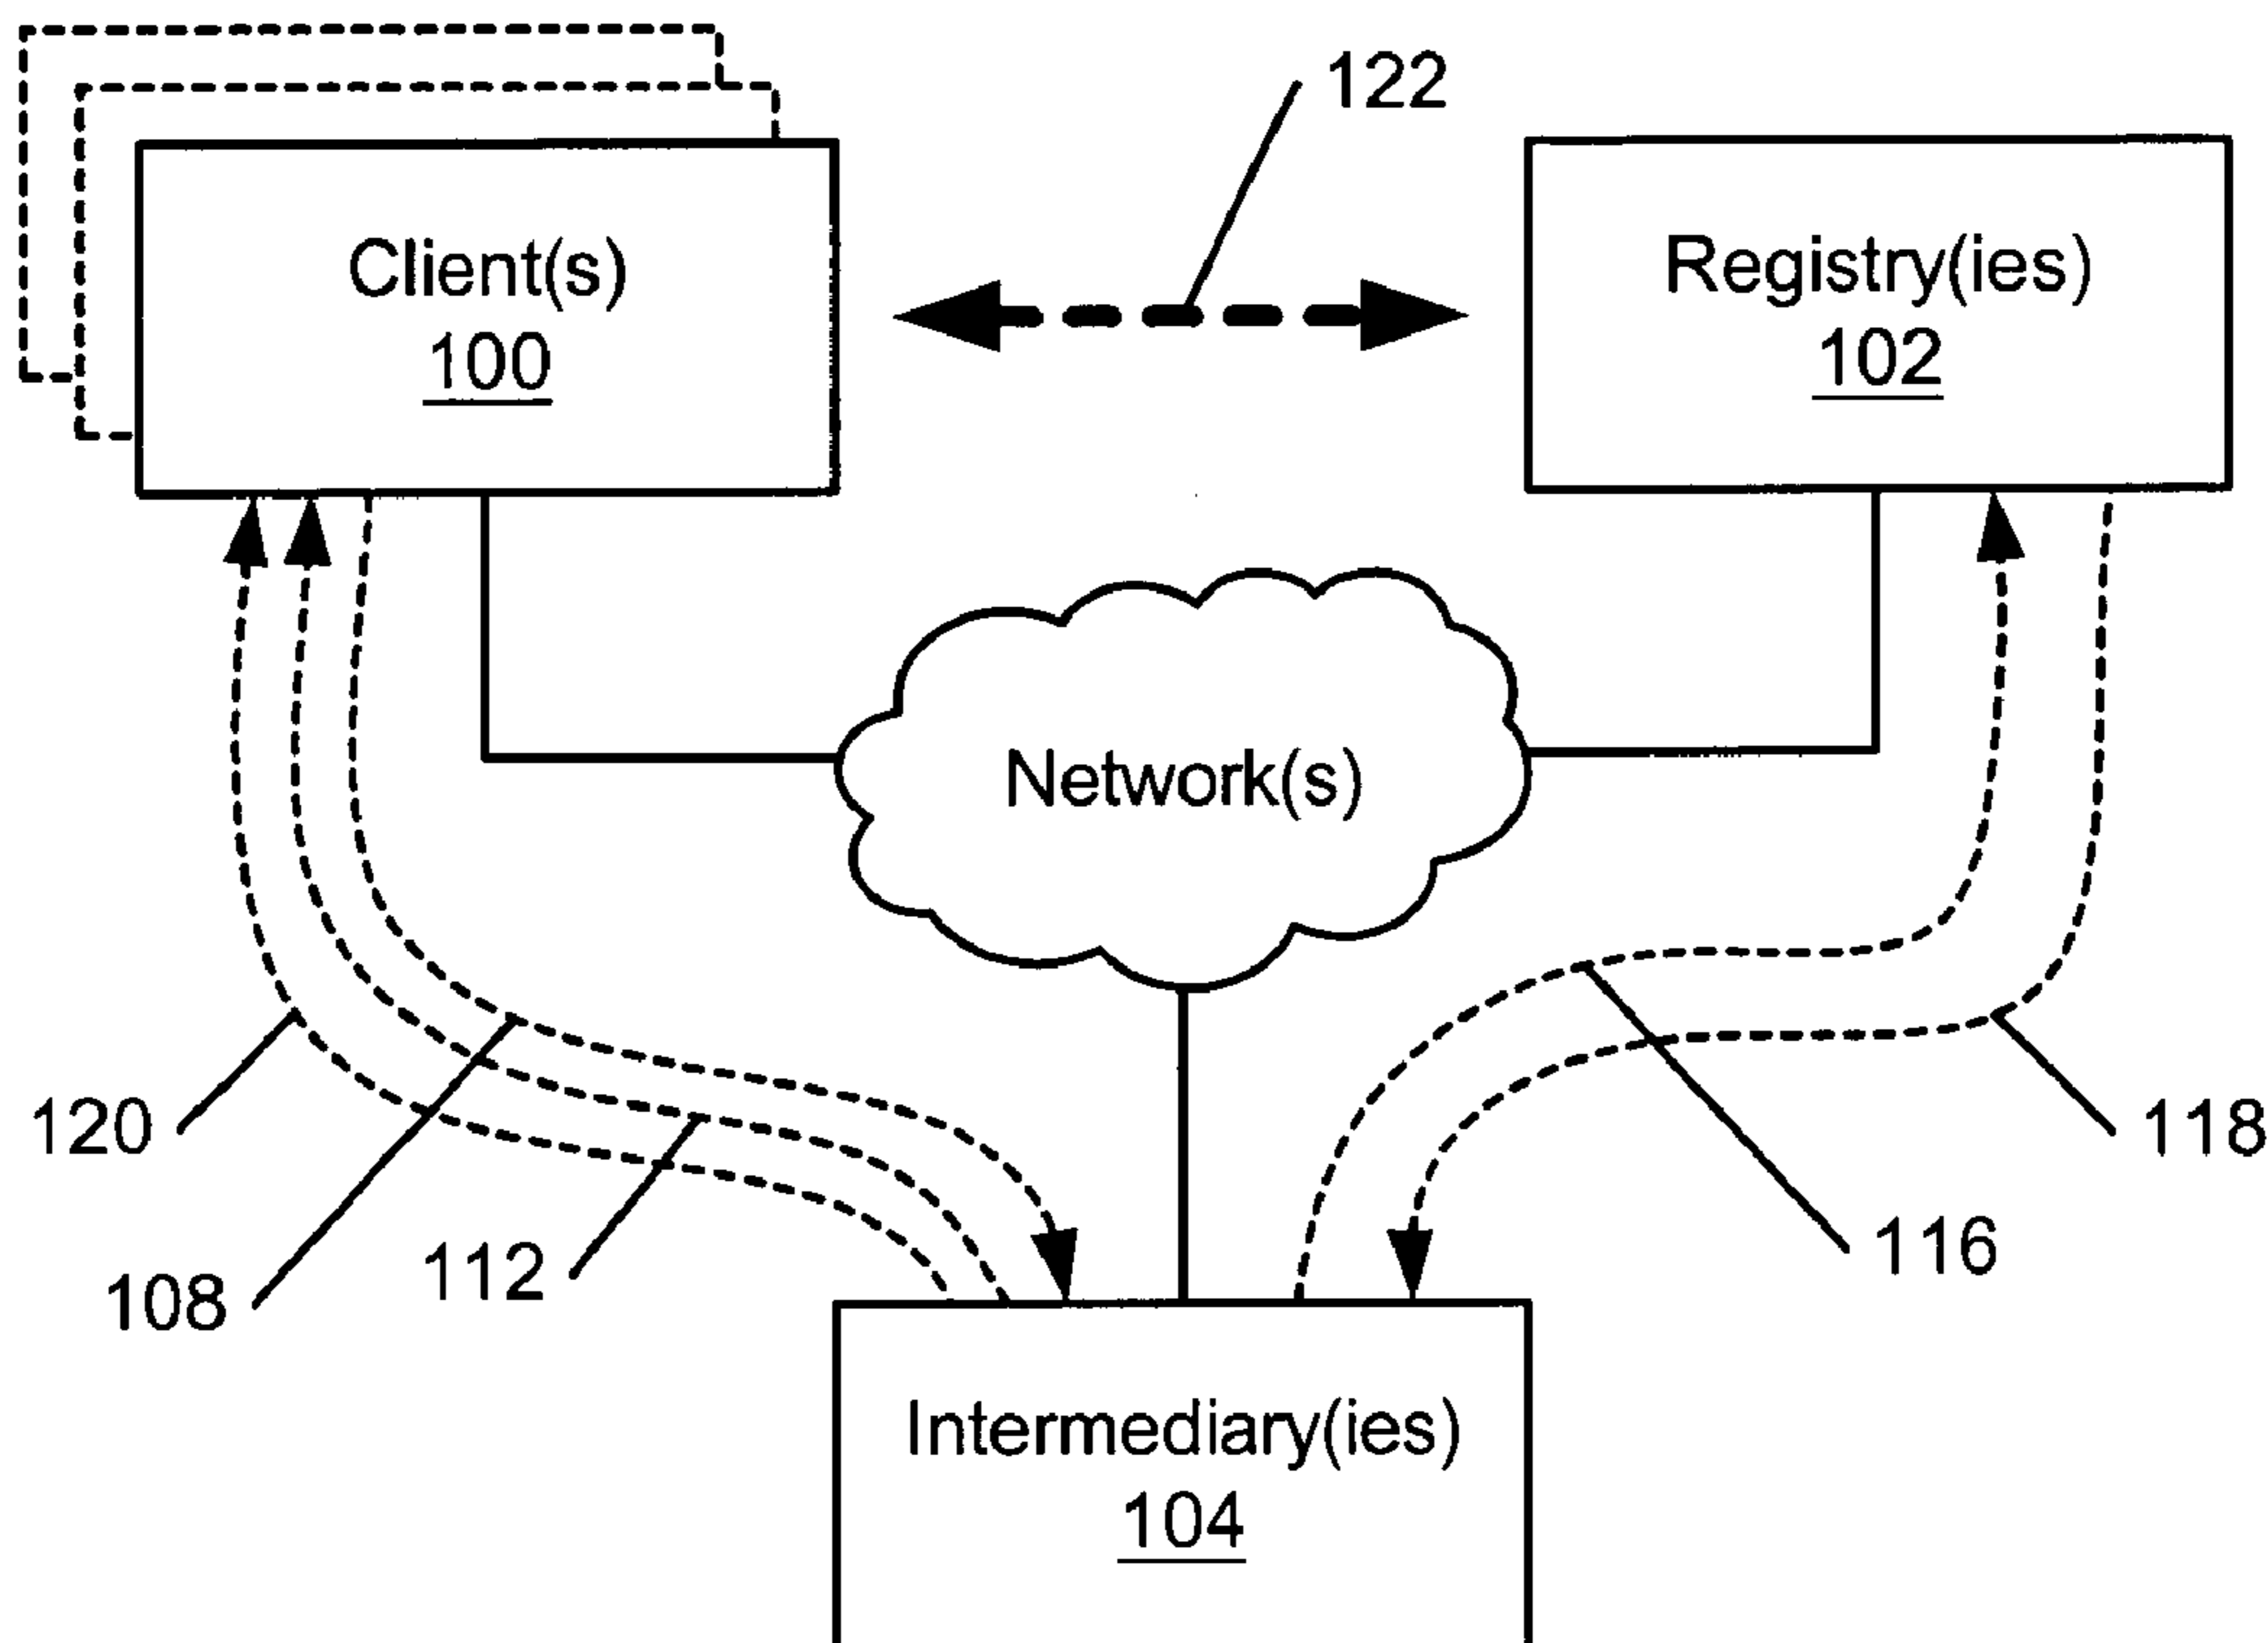 122
Client(s)
100
Registry(ies)
102
Network(s)
120
108
112
118
116
Intermediary(ies)
104